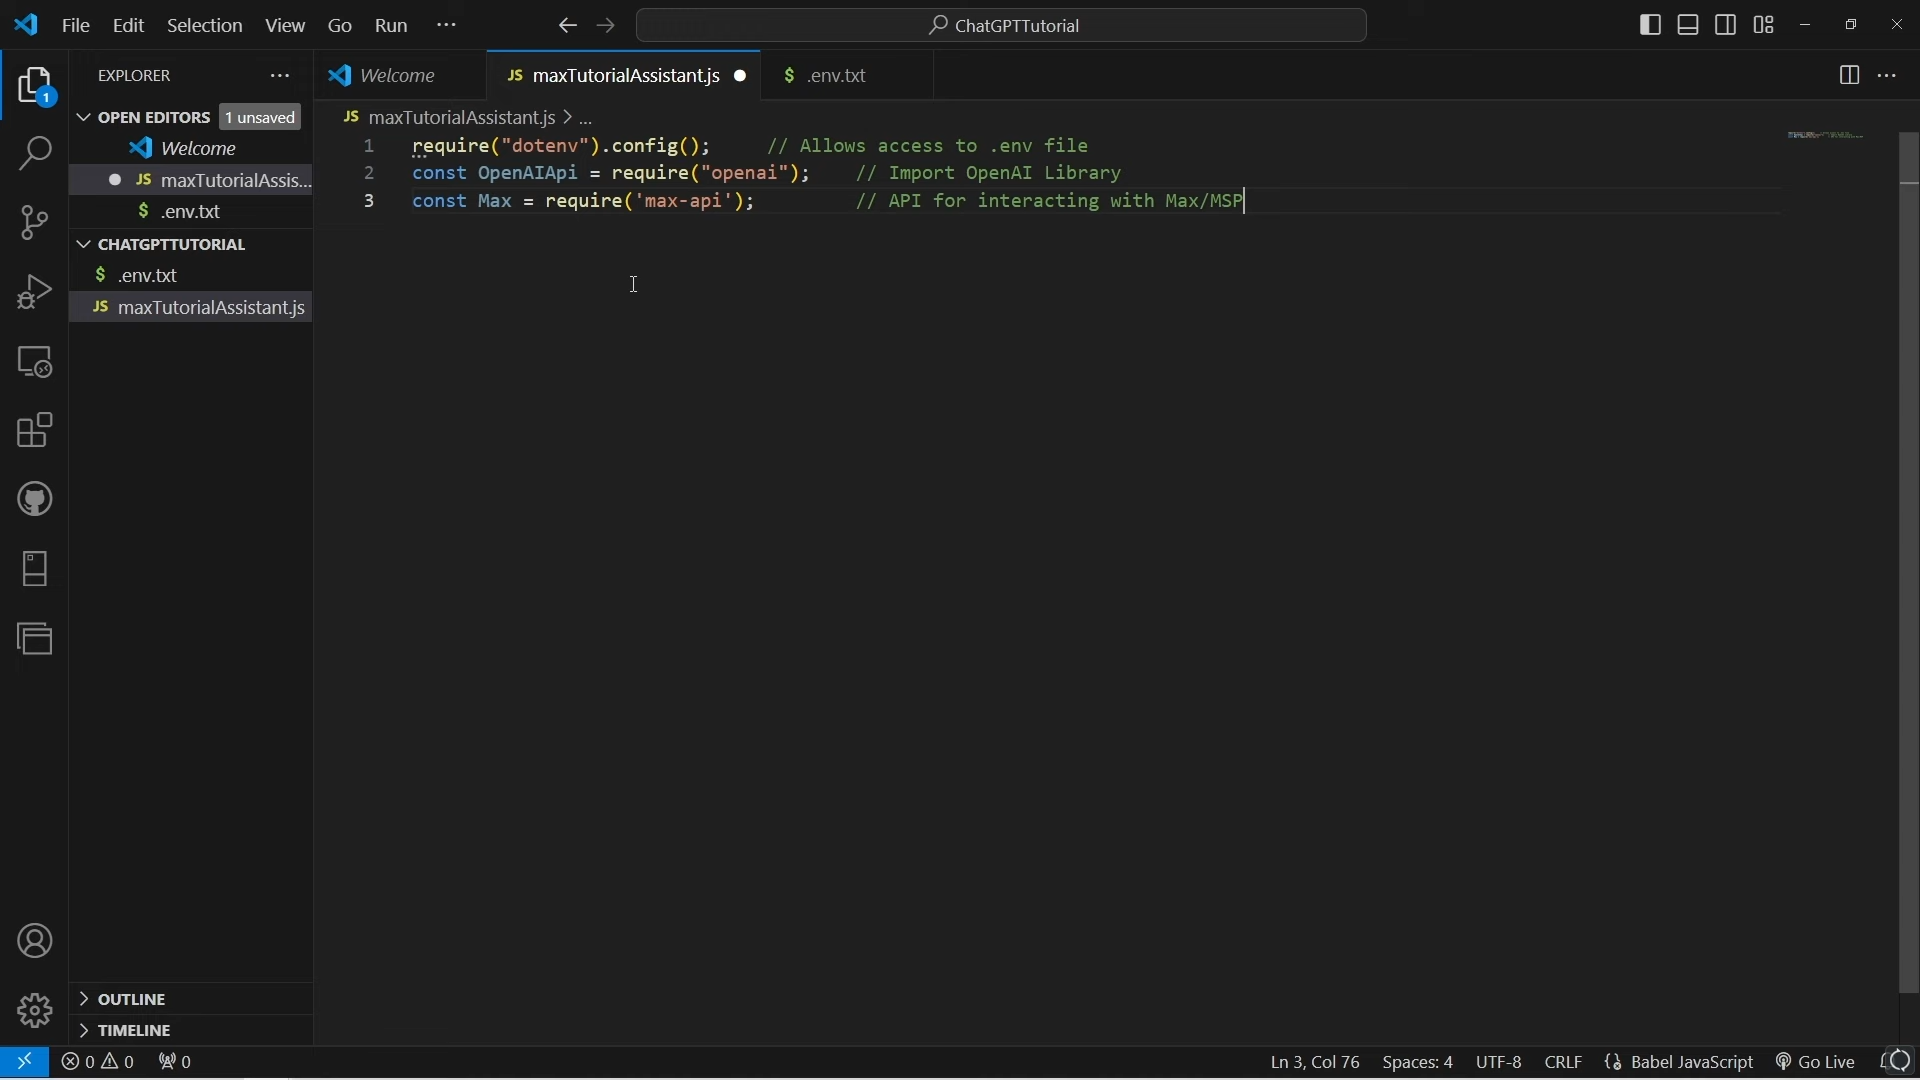 File Edit Selection View Go Run ··· ChatGPTTutorial
EXPLORER ···
1
OPEN EDITORS 1 unsaved
Welcome
JS maxTutorialAssis...
$ .env.txt
CHATGPTTUTORIAL
$ .env.txt
JS maxTutorialAssistant.js
OUTLINE
TIMELINE
Welcome JS maxTutorialAssistant.js $ .env.txt ···
JS maxTutorialAssistant.js > ...
1 require("dotenv").config(); // Allows access to .env file
2 const OpenAIApi = require("openai"); // Import OpenAI Library
3 const Max = require('max-api'); // API for interacting with Max/MSP
0 0 0 Ln 3, Col 76 Spaces: 4 UTF-8 CRLF Babel JavaScript Go Live